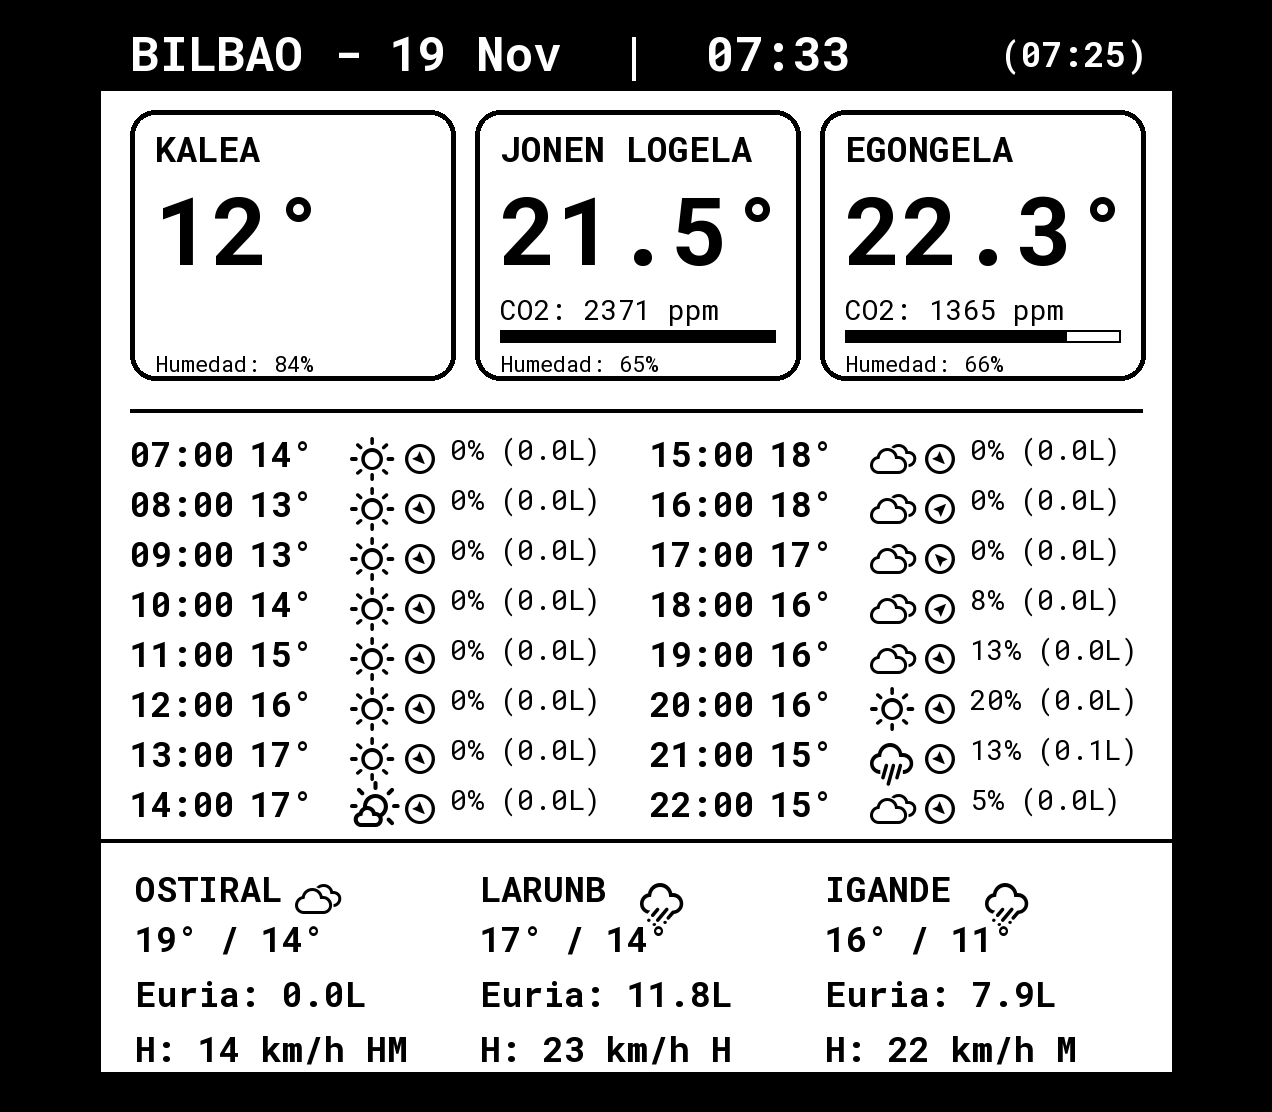 BILBAO - 19 Nov | 07:33 (07:25)
KALEA
12°
Humedad: 84%
JONEN LOGELA
21.5°
CO2: 2371 ppm
Humedad: 65%
EGONGELA
22.3°
CO2: 1365 ppm
Humedad: 66%
07:00 14° 0% (0.0L)
08:00 13° 0% (0.0L)
09:00 13° 0% (0.0L)
10:00 14° 0% (0.0L)
11:00 15° 0% (0.0L)
12:00 16° 0% (0.0L)
13:00 17° 0% (0.0L)
14:00 17° 0% (0.0L)
15:00 18° 0% (0.0L)
16:00 18° 0% (0.0L)
17:00 17° 0% (0.0L)
18:00 16° 8% (0.0L)
19:00 16° 13% (0.0L)
20:00 16° 20% (0.0L)
21:00 15° 13% (0.1L)
22:00 15° 5% (0.0L)
OSTIRAL
19° / 14°
Euria: 0.0L
H: 14 km/h HM
LARUNB
17° / 14°
Euria: 11.8L
H: 23 km/h H
IGANDE
16° / 11°
Euria: 7.9L
H: 22 km/h M